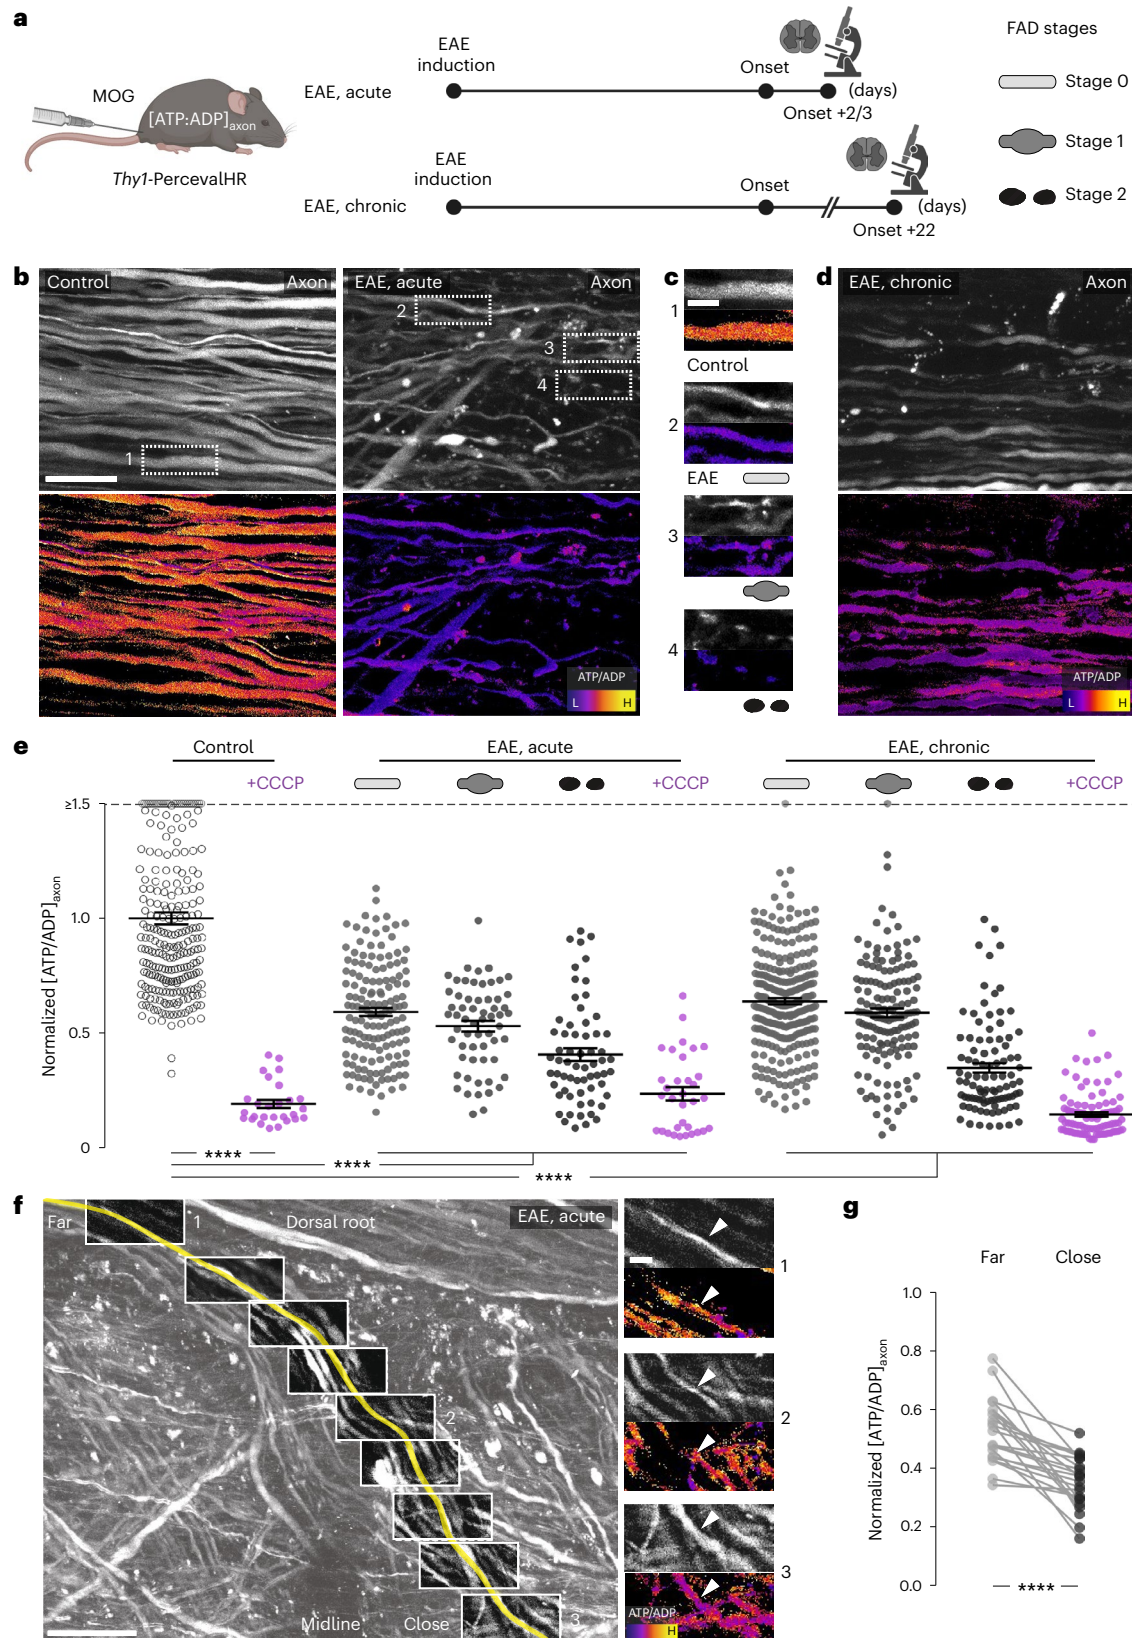 a
MOG
[ATP:ADP]axon
Thy1-PercevalHR
EAE, acute
EAE
induction
Onset
(days)
Onset +2/3
EAE, chronic
EAE
induction
Onset
(days)
Onset +22
FAD stages
Stage 0
Stage 1
Stage 2
b
Control
Axon
1
EAE, acute
Axon
2
3
4
ATP/ADP
L H
c
1
Control
2
EAE
3
4
d
EAE, chronic
Axon
ATP/ADP
L H
e
Control
EAE, acute
EAE, chronic
+CCCP
+CCCP
+CCCP
Normalized [ATP/ADP]axon
≥1.5
1.0
0.5
0
****
****
****
f
Far
1
Dorsal root
EAE, acute
2
Midline
Close
3
1
2
3
ATP/ADP
H
g
Far
Close
Normalized [ATP/ADP]axon
1.0
0.8
0.6
0.4
0.2
0.0
****